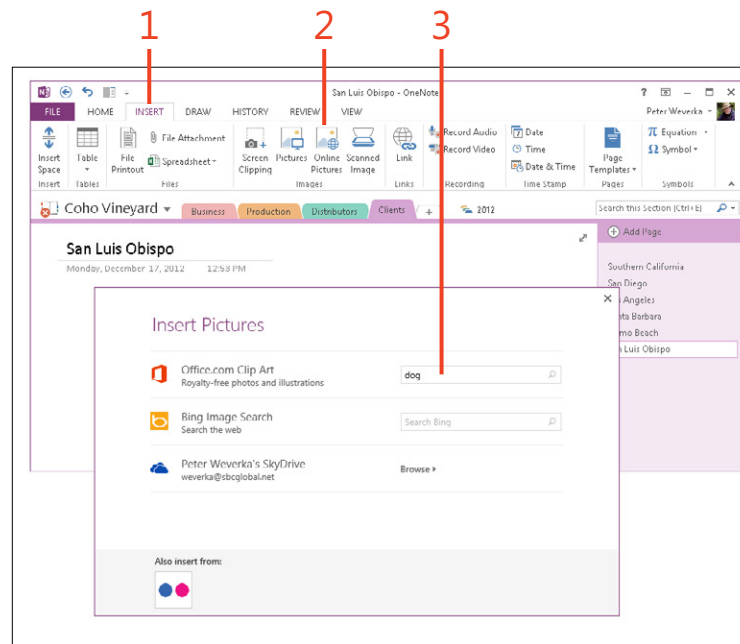 1 2 3
San Luis Obispo - OneNote
FILE HOME INSERT DRAW HISTORY REVIEW VIEW Peter Weverka
Insert Space Table File Printout File Attachment Spreadsheet Screen Clipping Pictures Online Pictures Scanned Image Link Record Audio Record Video Date Time Date & Time Page Templates π Equation Ω Symbol
Insert Tables Files Images Links Recording Time Stamp Pages Symbols
Coho Vineyard Business Production Distributors Clients + 2012 Search this Section (Ctrl+E)
Add Page
San Luis Obispo
Monday, December 17, 2012 12:53 PM
Southern California
San Diego
Angeles
Barbara
Beach
Luis Obispo
Insert Pictures
Office.com Clip Art
Royalty-free photos and illustrations
dog
Bing Image Search
Search the web
Search Bing
Peter Weverka's SkyDrive
weverka@sbcglobal.net
Browse
Also insert from: